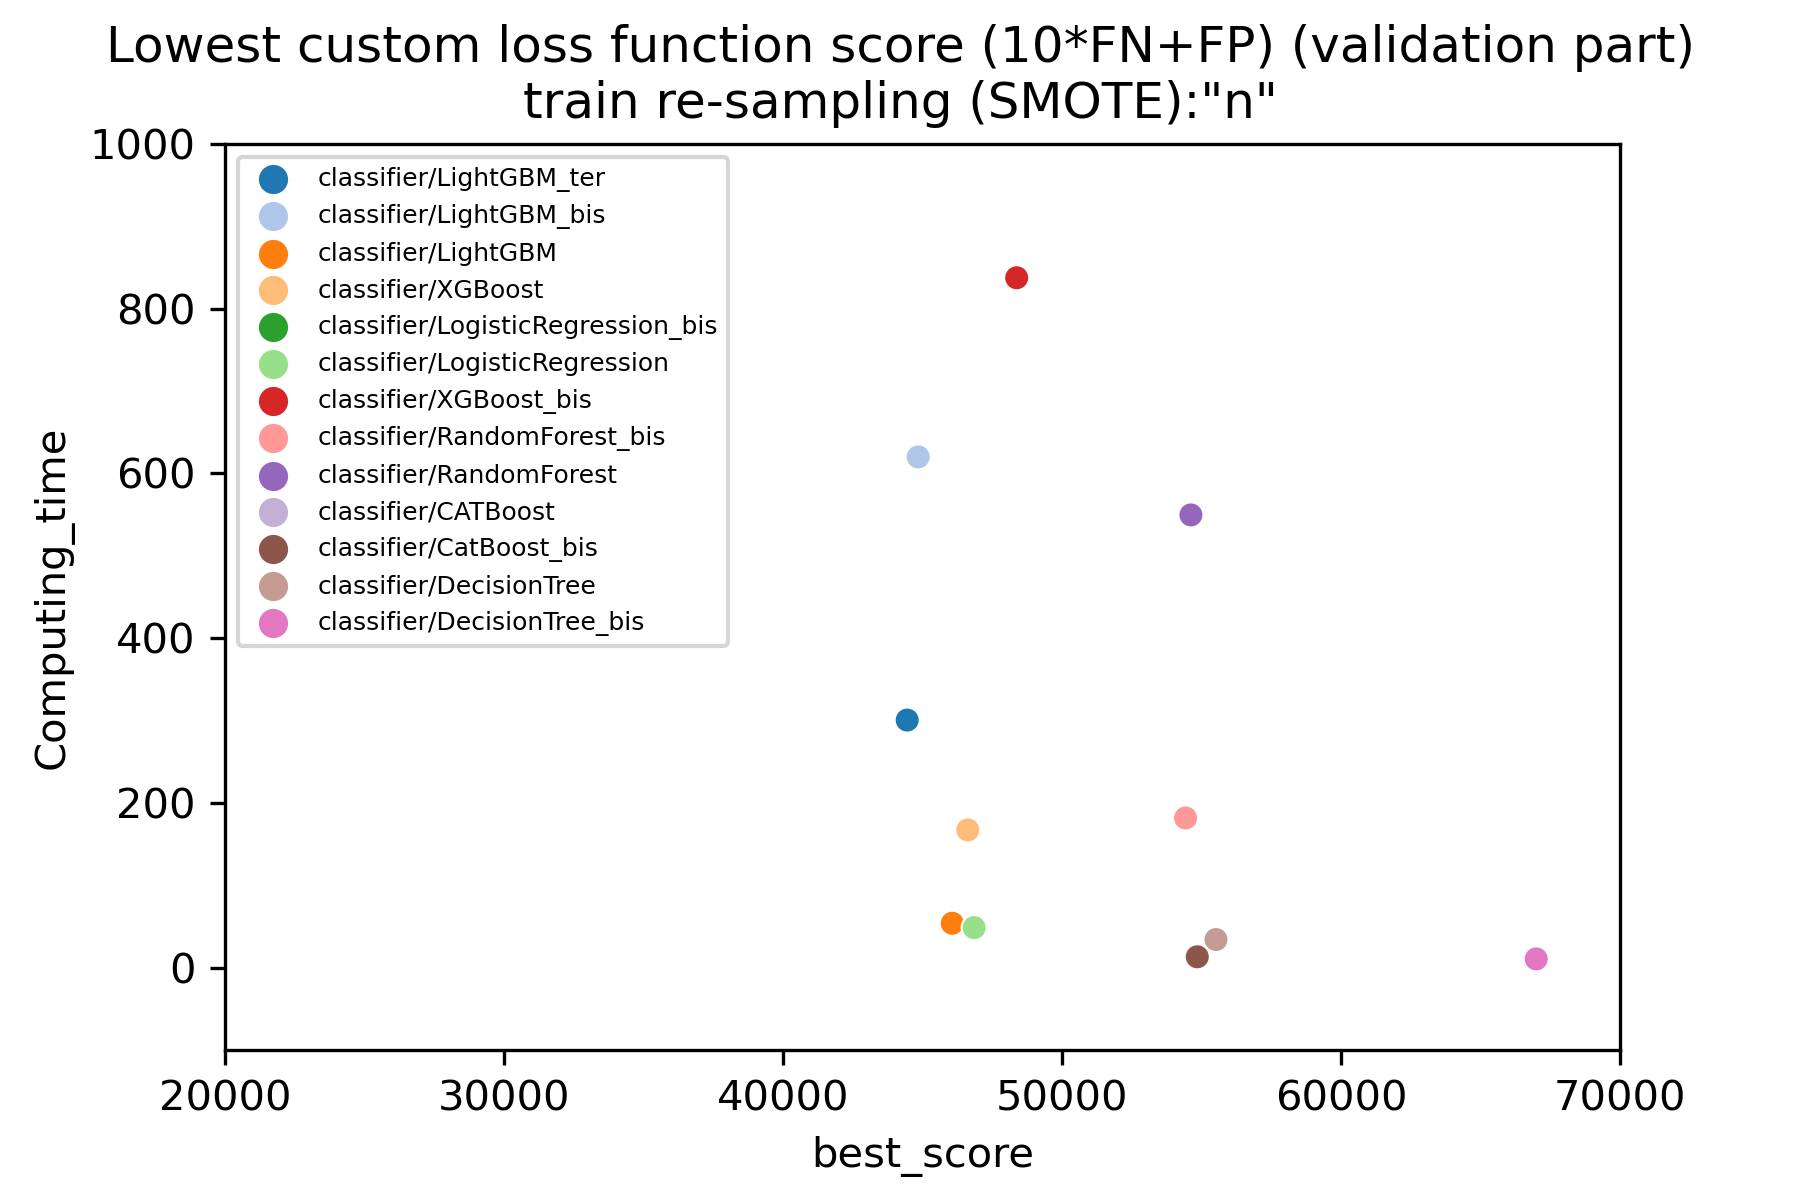 Lowest custom loss function score (10*FN+FP) (validation part)
train re-sampling (SMOTE):"n"
1000
800
600
400
200
0
Computing_time
classifier/LightGBM_ter
classifier/LightGBM_bis
classifier/LightGBM
classifier/XGBoost
classifier/LogisticRegression_bis
classifier/LogisticRegression
classifier/XGBoost_bis
classifier/RandomForest_bis
classifier/RandomForest
classifier/CATBoost
classifier/CatBoost_bis
classifier/DecisionTree
classifier/DecisionTree_bis
20000 30000 40000 50000 60000 70000
best_score